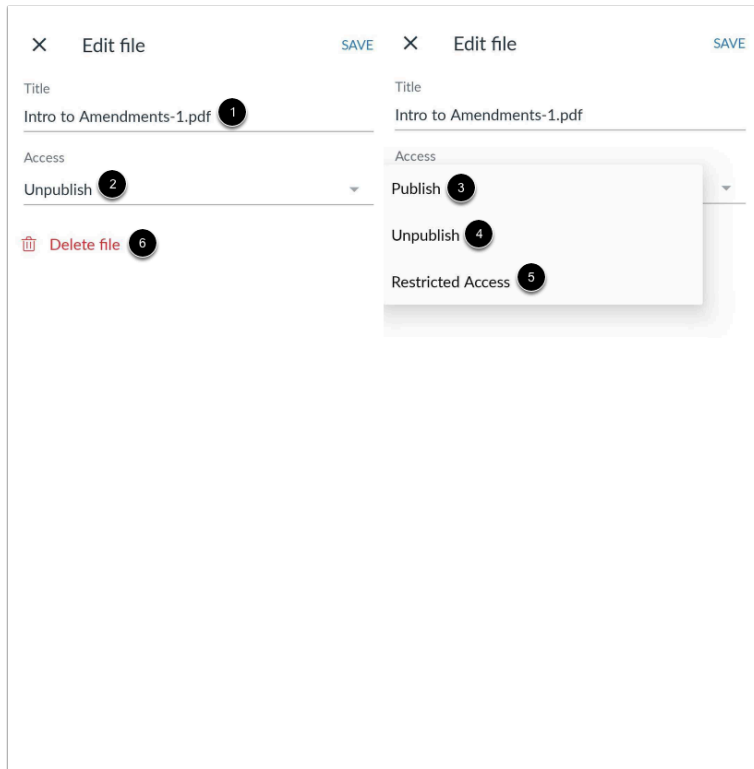 Edit file SAVE
Title
Intro to Amendments-1.pdf 1
Access
Unpublish 2
Delete file 6
Edit file SAVE
Title
Intro to Amendments-1.pdf
Access
Publish 3
Unpublish 4
Restricted Access 5